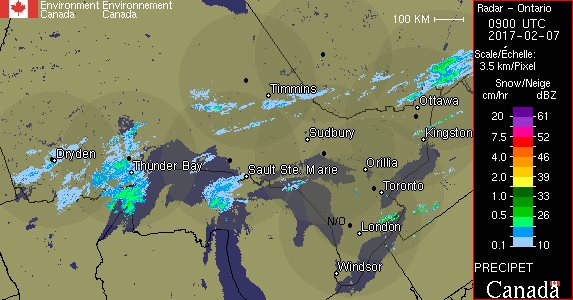 Environment Environnement
Canada Canada
100 KM
Timmins
Ottawa
Sudbury
Kingston
Dryden
Thunder Bay
Sault Ste. Marie
Orillia
Toronto
N/O
London
Windsor
Radar - Ontario
0900 UTC
2017-02-07
Scale/Échelle:
3.5 km/Pixel
Snow/Neige
cm/hr dBZ
20 61
7.5 52
4.0 46
2.0 39
1.0 33
0.5 26
0.1 10
PRECIPET
Canada